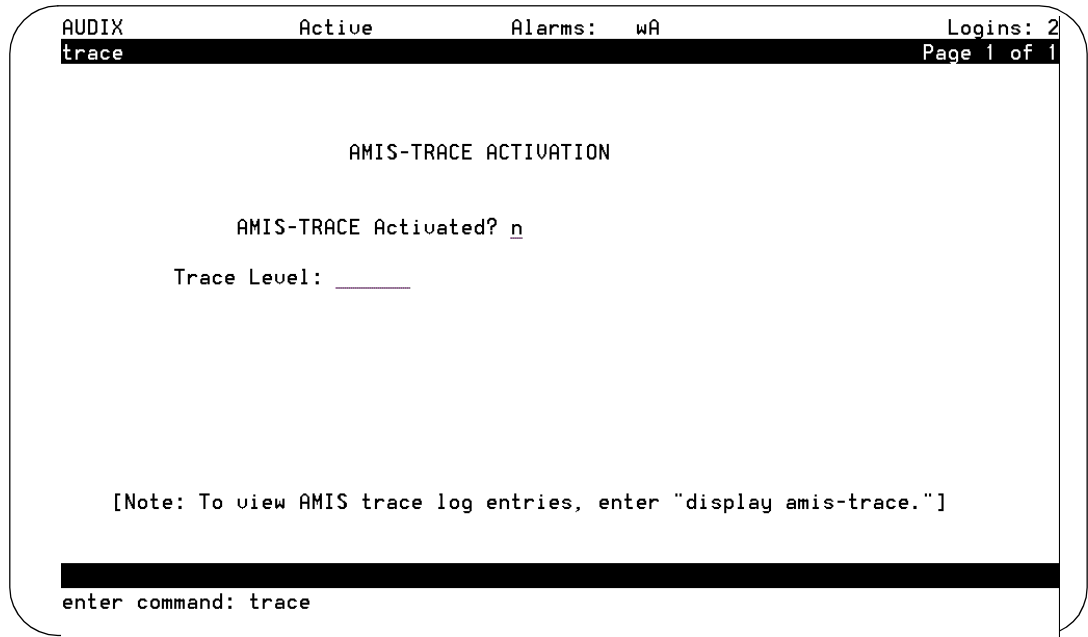 AUDIX Active Alarms: wA Logins: 2
trace Page 1 of 1
AMIS-TRACE ACTIVATION
AMIS-TRACE Activated? n
Trace Level: ______
[Note: To view AMIS trace log entries, enter "display amis-trace."]
enter command: trace